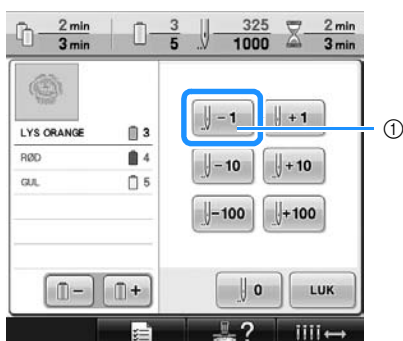 2 min 3 325 2 min
3 min 5 1000 3 min
- 1 + 1 ①
LYS ORANGE 3
RØD 4
- 10 + 10
GUL 5
-100 +100
- + 0 LUK
?